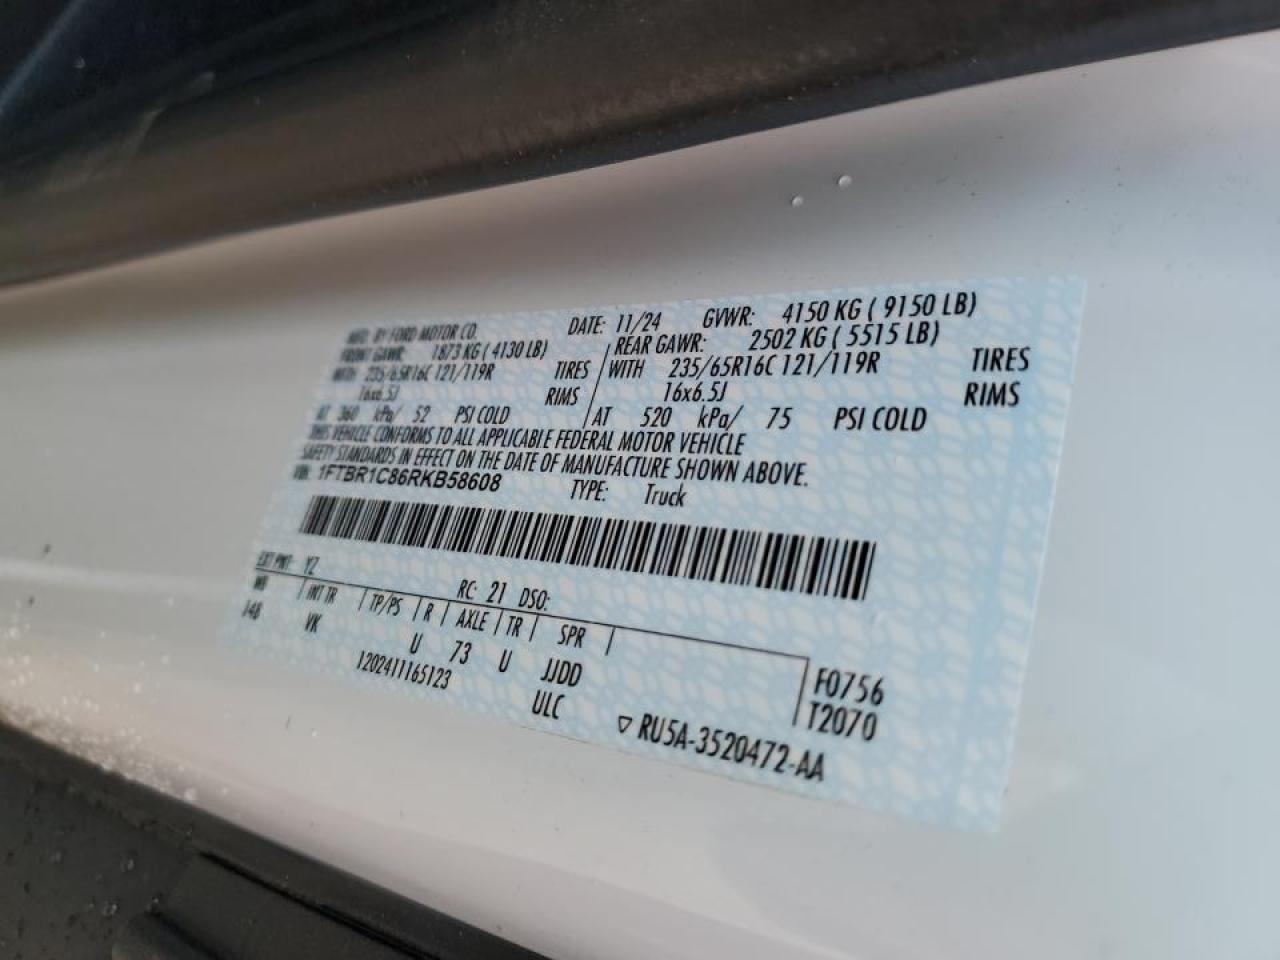 MFD. BY FORD MOTOR CO. DATE: 11/24 GVWR: 4150 KG ( 9150 LB)
FRONT GAWR: 1873 KG ( 4130 LB) REAR GAWR: 2502 KG ( 5515 LB)
WITH 235/65R16C 121/119R TIRES WITH 235/65R16C 121/119R TIRES
16x6.5J RIMS 16x6.5J RIMS
AT 360 kPa/ 52 PSI COLD AT 520 kPa/ 75 PSI COLD
THIS VEHICLE CONFORMS TO ALL APPLICABLE FEDERAL MOTOR VEHICLE
SAFETY STANDARDS IN EFFECT ON THE DATE OF MANUFACTURE SHOWN ABOVE.
VIN: 1FTBR1C86RKB58608 TYPE: Truck
EXT PNT: YZ RC: 21 DSO:
WB INT TR TP/PS R AXLE TR SPR
148 VK U 73 U JJDD F0756
1202411165123 ULC T2070
▽ RU5A-3520472-AA